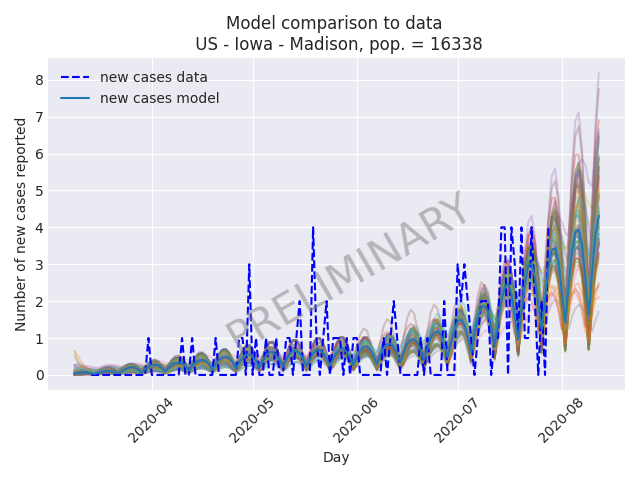 Model comparison to data
US - Iowa - Madison, pop. = 16338
new cases data
new cases model
Number of new cases reported
8
7
6
5
4
3
2
1
0
PRELIMINARY
2020-04
2020-05
2020-06
2020-07
2020-08
Day